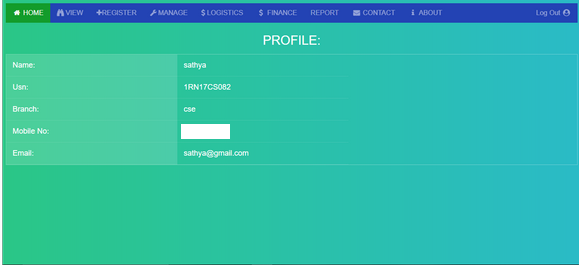 HOME VIEW REGISTER MANAGE $ LOGISTICS $ FINANCE REPORT CONTACT ABOUT Log Out
PROFILE:
Name: sathya
Usn: 1RN17CS082
Branch: cse
Mobile No:
Email: sathya@gmail.com